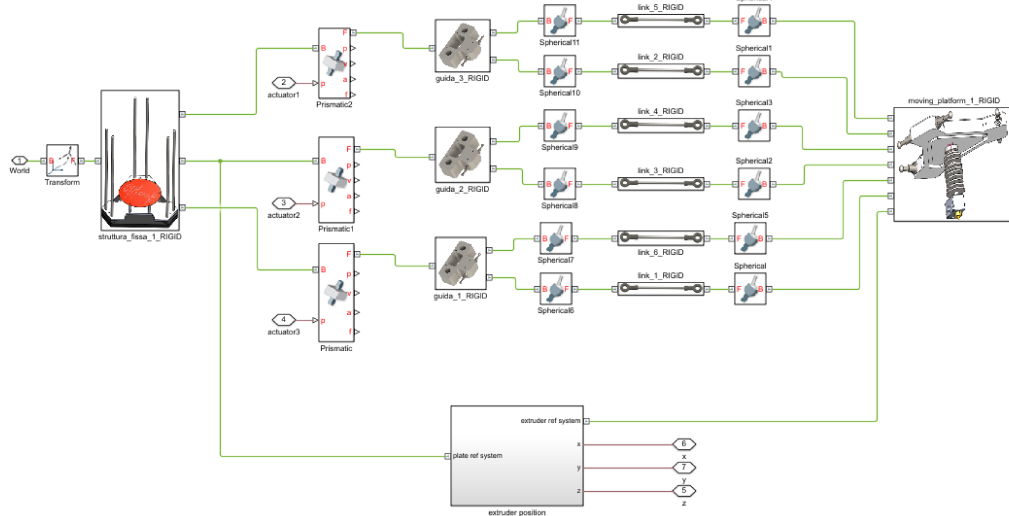 link_5_RIGID
B
F
Spherical11
F
B
link_2_RIGID
B
F
Spherical10
F
B
Spherical1
guida_3_RIGID
F
B
p
v
a
p
f
Prismatic2
2
actuator1
moving_platform_1_RIGID
link_4_RIGID
Spherical3
B
F
Spherical9
F
B
guida_2_RIGID
link_3_RIGID
Spherical2
B
F
Spherical8
F
B
F
B
p
v
a
p
f
Prismatic1
3
actuator2
1
World
B
F
Transform
struttura_fissa_1_RIGID
Spherical5
B
F
Spherical7
link_6_RIGID
F
B
guida_1_RIGID
link_1_RIGID
Spherical
B
F
Spherical6
F
B
F
B
p
v
a
p
f
Prismatic
4
actuator3
extruder ref system
plate ref system
x
y
z
6
x
7
y
5
z
extruder position